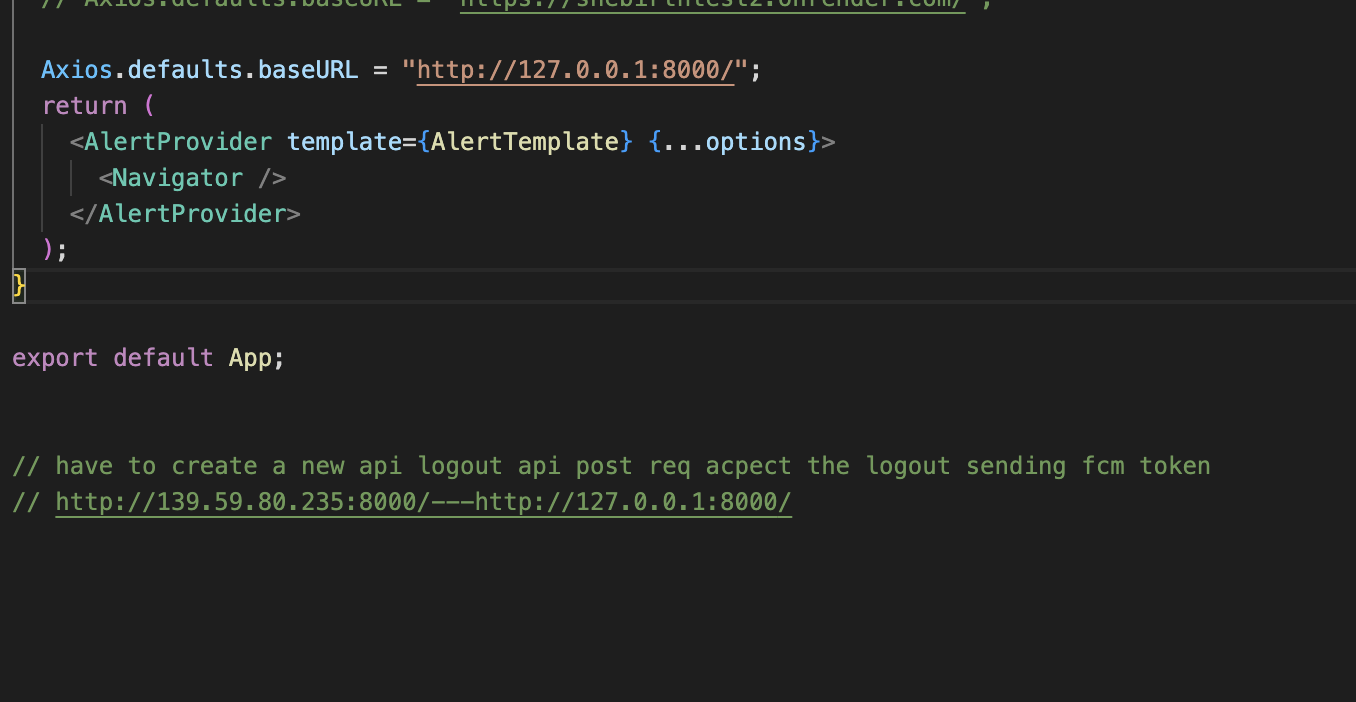 // Axios.defaults.baseURL = "https://shebirthtest2.onrender.com/";
Axios.defaults.baseURL = "http://127.0.0.1:8000/";
return (
<AlertProvider template={AlertTemplate} {...options}>
<Navigator />
</AlertProvider>
);
}
export default App;
// have to create a new api logout api post req acpect the logout sending fcm token
// http://139.59.80.235:8000/---http://127.0.0.1:8000/